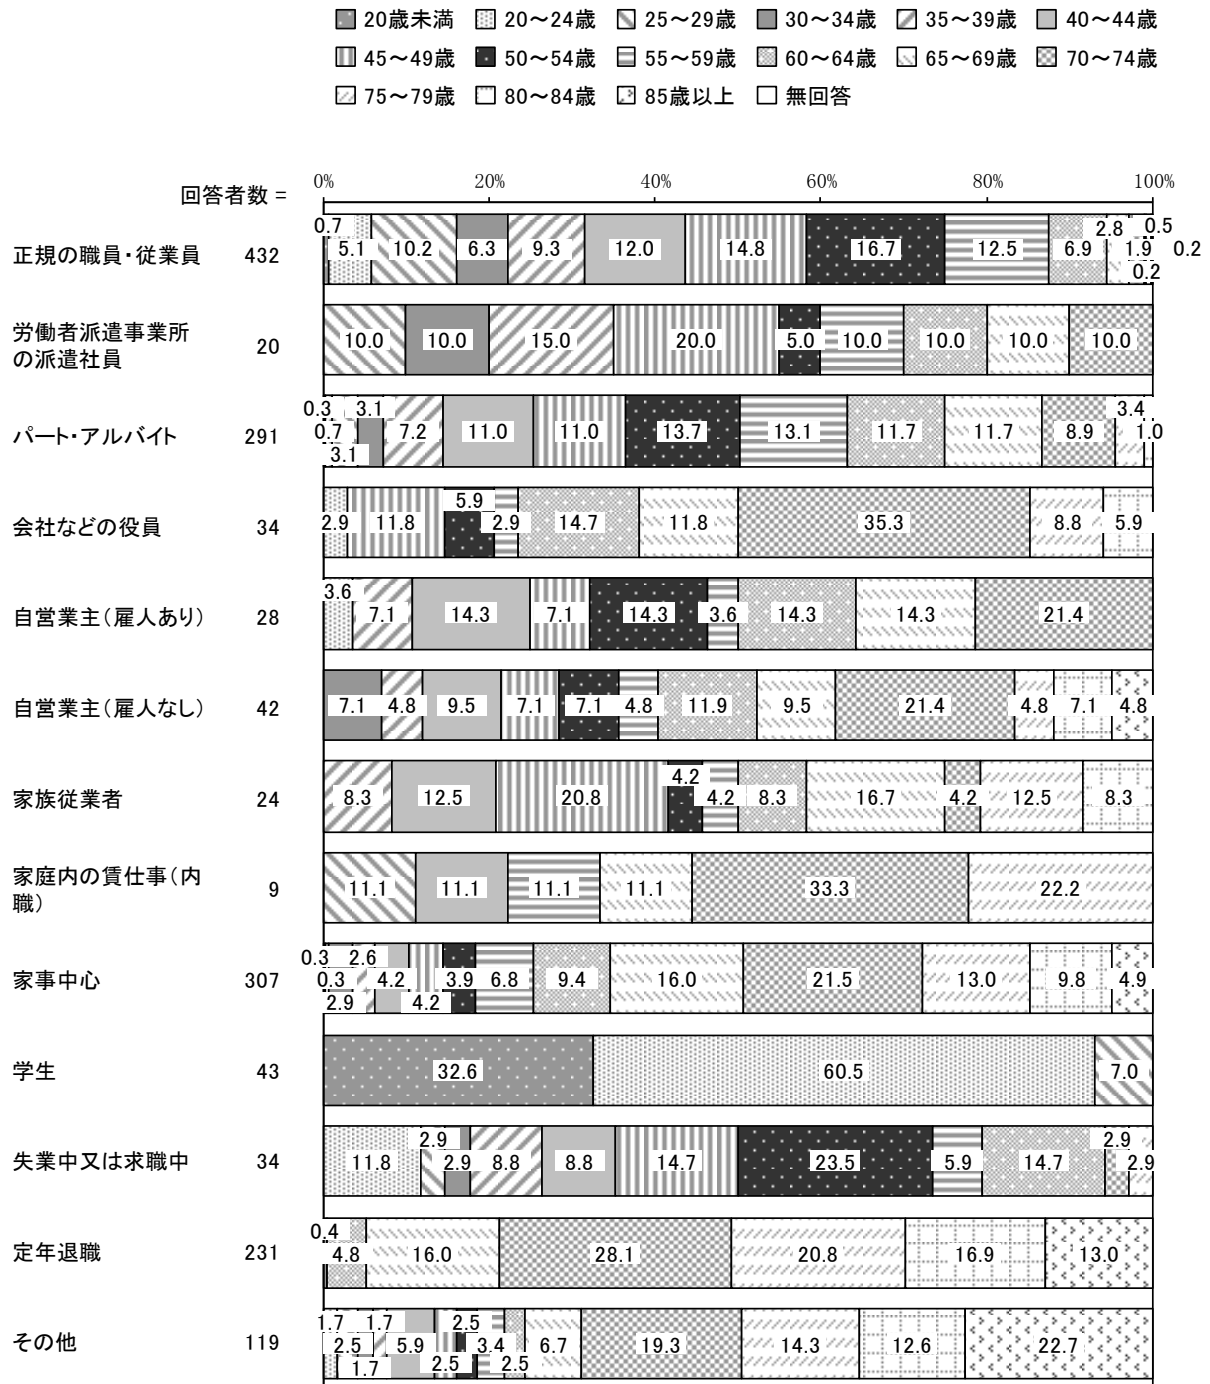 20歳未満 20～24歳 25～29歳 30～34歳 35～39歳 40～44歳
45～49歳 50～54歳 55～59歳 60～64歳 65～69歳 70～74歳
75～79歳 80～84歳 85歳以上 無回答
回答者数 = 0% 20% 40% 60% 80% 100%
正規の職員・従業員 432 0.7 5.1 10.2 6.3 9.3 12.0 14.8 16.7 12.5 6.9 2.8 1.9 0.5 0.2 0.2
労働者派遣事業所
の派遣社員 20 10.0 10.0 15.0 20.0 5.0 10.0 10.0 10.0 10.0
パート・アルバイト 291 0.3 0.7 3.1 3.1 7.2 11.0 11.0 13.7 13.1 11.7 11.7 8.9 3.4 1.0
会社などの役員 34 2.9 11.8 5.9 2.9 14.7 11.8 35.3 8.8 5.9
自営業主（雇人あり） 28 3.6 7.1 14.3 7.1 14.3 3.6 14.3 14.3 21.4
自営業主（雇人なし） 42 7.1 4.8 9.5 7.1 7.1 4.8 11.9 9.5 21.4 4.8 7.1 4.8
家族従業者 24 8.3 12.5 20.8 4.2 4.2 8.3 16.7 4.2 12.5 8.3
家庭内の賃仕事（内
職） 9 11.1 11.1 11.1 11.1 33.3 22.2
家事中心 307 0.3 0.3 2.6 2.9 4.2 4.2 3.9 6.8 9.4 16.0 21.5 13.0 9.8 4.9
学生 43 32.6 60.5 7.0
失業中又は求職中 34 11.8 2.9 2.9 8.8 8.8 14.7 23.5 5.9 14.7 2.9 2.9
定年退職 231 0.4 4.8 16.0 28.1 20.8 16.9 13.0
その他 119 1.7 2.5 1.7 1.7 5.9 2.5 2.5 3.4 2.5 6.7 19.3 14.3 12.6 22.7